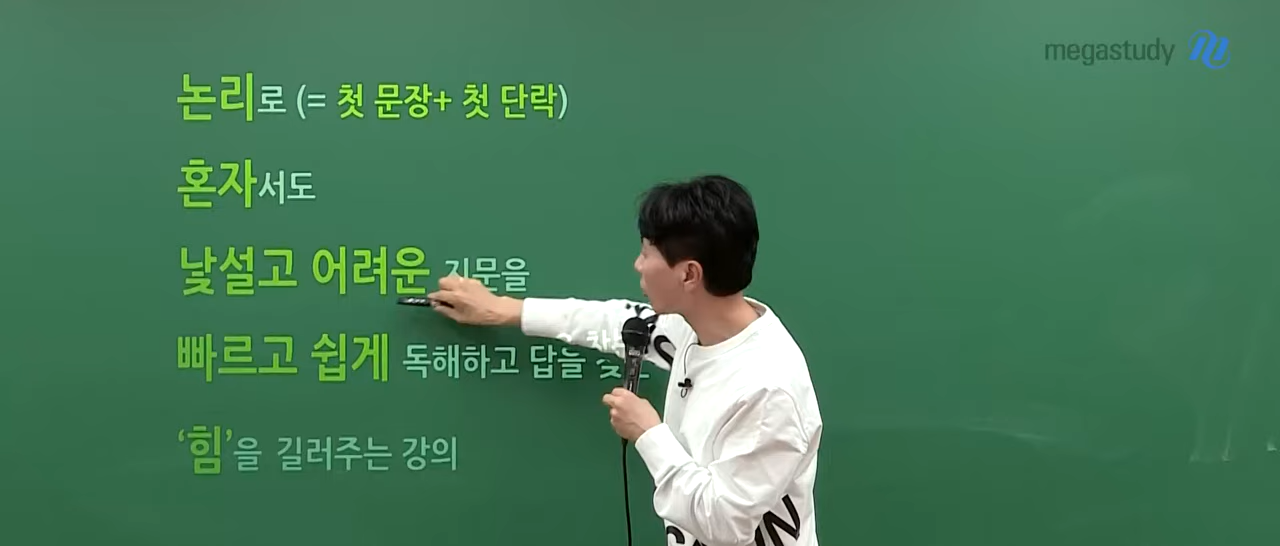 megastudy
논리로 (= 첫 문장+ 첫 단락)
혼자서도
낯설고 어려운 지문을
빠르고 쉽게 독해하고 답을
‘힘’을 길러주는 강의